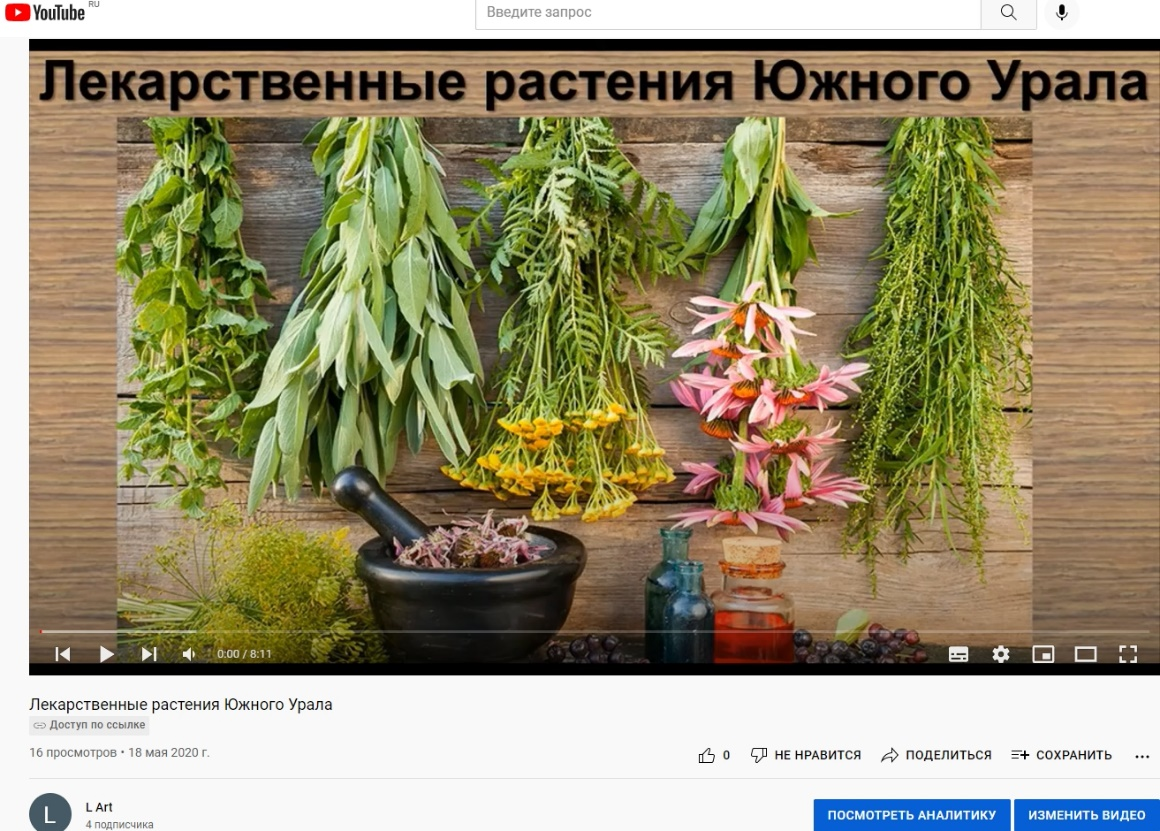 YouTube RU
Введите запрос
Лекарственные растения Южного Урала
0:00 / 8:11
Лекарственные растения Южного Урала
Доступ по ссылке
16 просмотров • 18 мая 2020 г.
0 НЕ НРАВИТСЯ ПОДЕЛИТЬСЯ СОХРАНИТЬ
L
L Art
4 подписчика
ПОСМОТРЕТЬ АНАЛИТИКУ ИЗМЕНИТЬ ВИДЕО